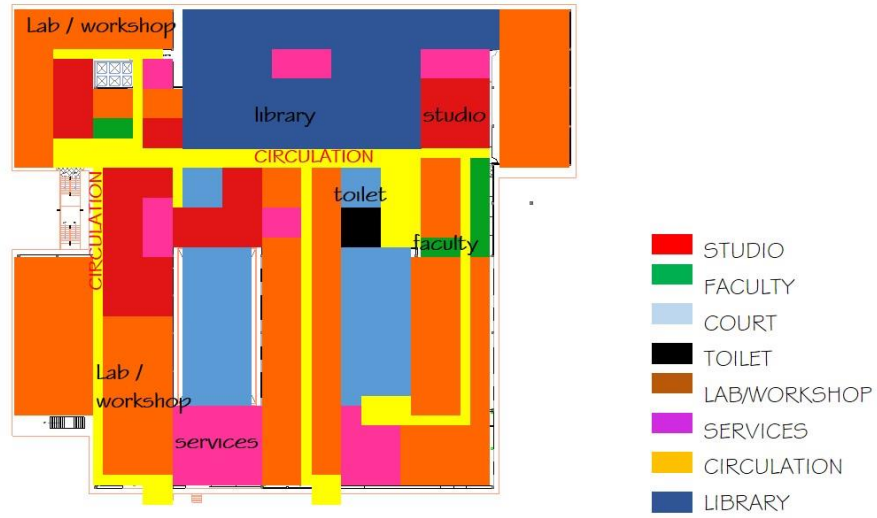 Lab / workshop
library
studio
CIRCULATION
CIRCULATION
toilet
faculty
Lab /
workshop
services
STUDIO
FACULTY
COURT
TOILET
LAB/WORKSHOP
SERVICES
CIRCULATION
LIBRARY